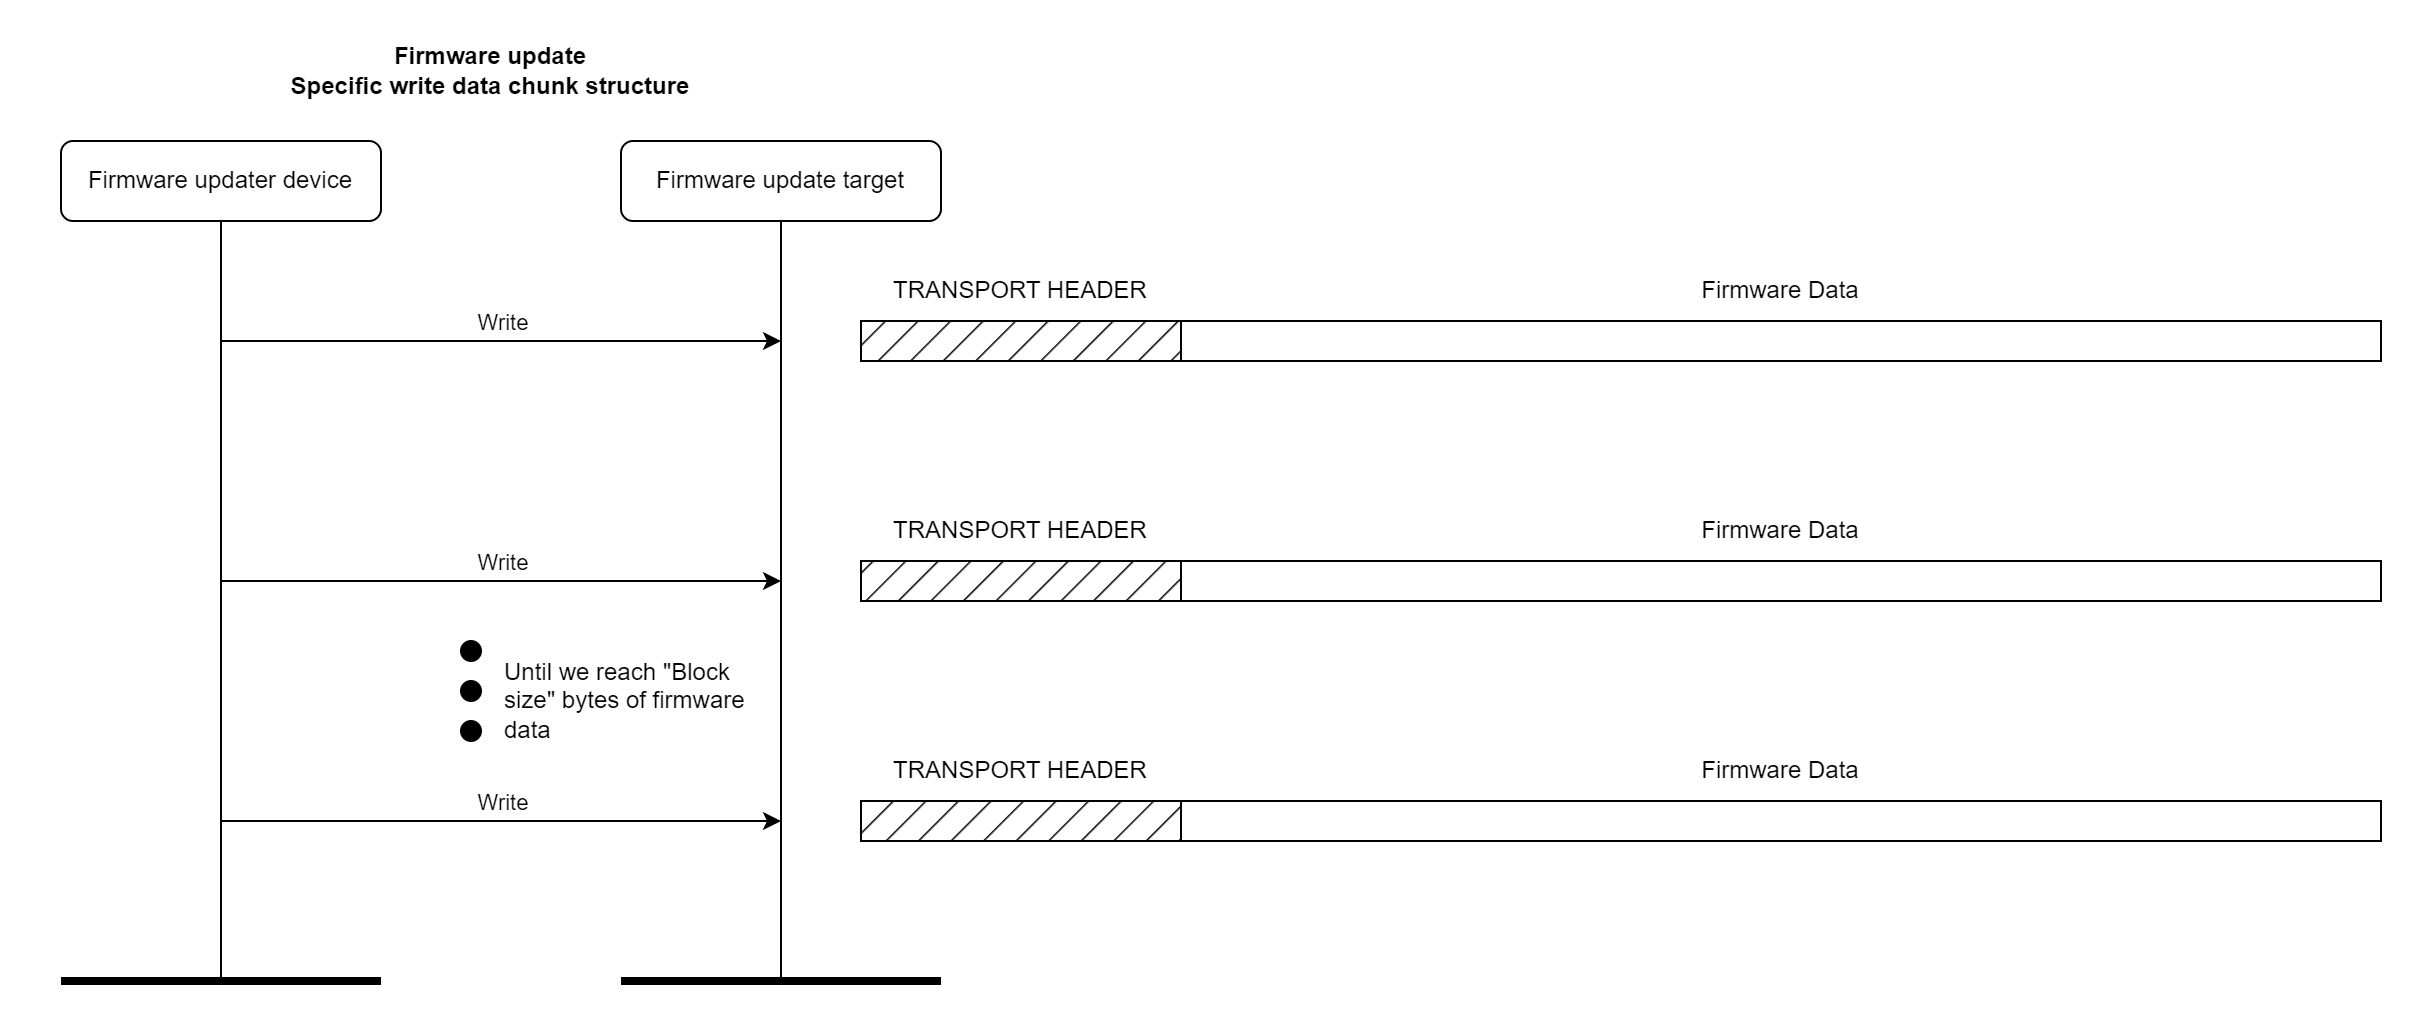 Firmware update
Specific write data chunk structure
Firmware updater device
Firmware update target
TRANSPORT HEADER
Firmware Data
Write
TRANSPORT HEADER
Firmware Data
Write
Until we reach "Block
size" bytes of firmware
data
TRANSPORT HEADER
Firmware Data
Write